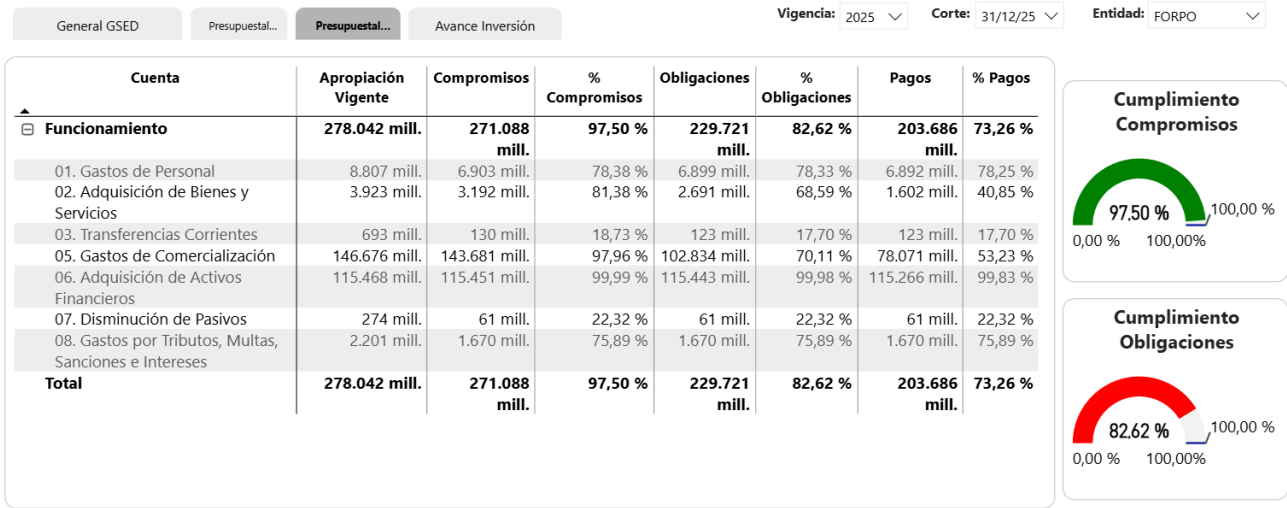 General GSED Presupuestal... Presupuestal... Avance Inversión Vigencia: 2025 Corte: 31/12/25 Entidad: FORPO
Cuenta Apropiación Compromisos % Obligaciones % Pagos % Pagos
Vigente Compromisos Obligaciones
Funcionamiento 278.042 mill. 271.088 97,50 % 229.721 82,62 % 203.686 73,26 %
mill. mill. mill.
01. Gastos de Personal 8.807 mill. 6.903 mill. 78,38 % 6.899 mill. 78,33 % 6.892 mill. 78,25 %
02. Adquisición de Bienes y 3.923 mill. 3.192 mill. 81,38 % 2.691 mill. 68,59 % 1.602 mill. 40,85 %
Servicios
03. Transferencias Corrientes 693 mill. 130 mill. 18,73 % 123 mill. 17,70 % 123 mill. 17,70 %
05. Gastos de Comercialización 146.676 mill. 143.681 mill. 97,96 % 102.834 mill. 70,11 % 78.071 mill. 53,23 %
06. Adquisición de Activos 115.468 mill. 115.451 mill. 99,99 % 115.443 mill. 99,98 % 115.266 mill. 99,83 %
Financieros
07. Disminución de Pasivos 274 mill. 61 mill. 22,32 % 61 mill. 22,32 % 61 mill. 22,32 %
08. Gastos por Tributos, Multas, 2.201 mill. 1.670 mill. 75,89 % 1.670 mill. 75,89 % 1.670 mill. 75,89 %
Sanciones e Intereses
Total 278.042 mill. 271.088 97,50 % 229.721 82,62 % 203.686 73,26 %
mill. mill. mill.
Cumplimiento
Compromisos
97,50 % 100,00 %
0,00 % 100,00%
Cumplimiento
Obligaciones
82,62 % 100,00 %
0,00 % 100,00%